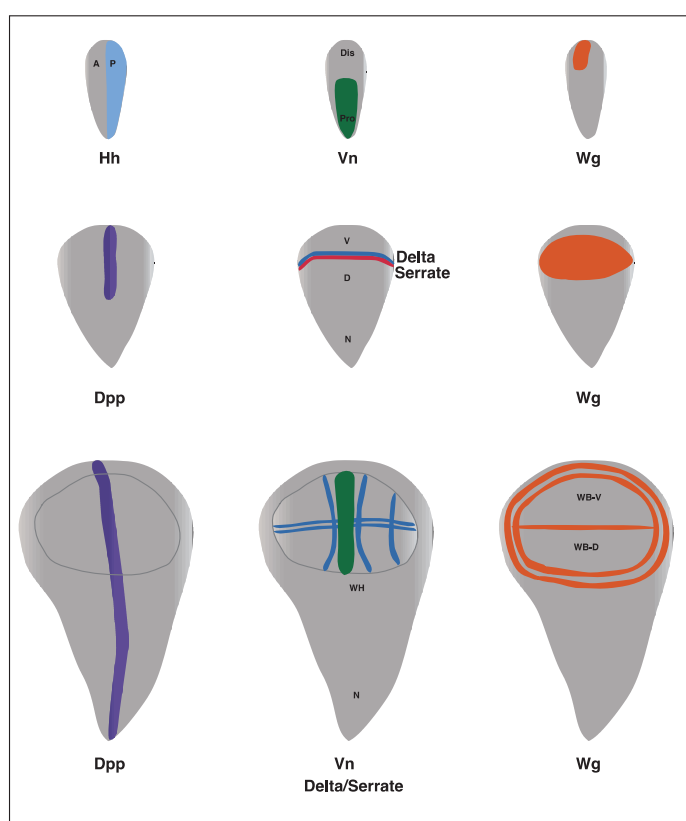 A P
Dis
Pro
Hh
Vn
Wg
V
Delta
Serrate
D
N
Dpp
Wg
WB-V
WB-D
WH
N
Dpp
Vn
Wg
Delta/Serrate